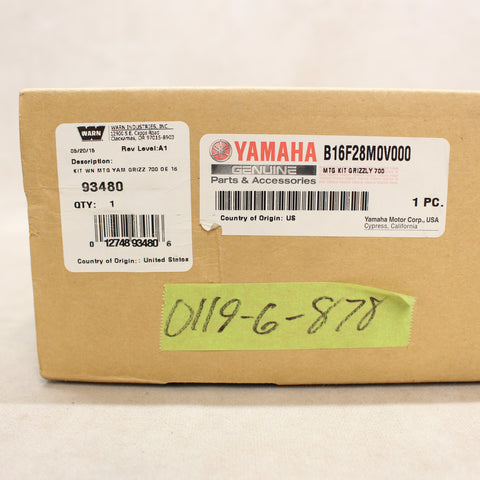 WARN
WARN INDUSTRIES, INC.
12900 S.E. Capps Road
Clackamas, OR 97015-8903
05/20/15 Rev Level:A1
Description:
KIT WN MTG YAM GRIZZ 700 OE 16
93480
QTY: 1
0 12748 93480 6
Country of Origin: : United States
YAMAHA
GENUINE
Parts & Accessories
B16F28M0V000
MTG KIT GRIZZLY 700
1 PC.
Country of Origin: US
Yamaha Motor Corp., USA
Cypress, California
0119-6-878